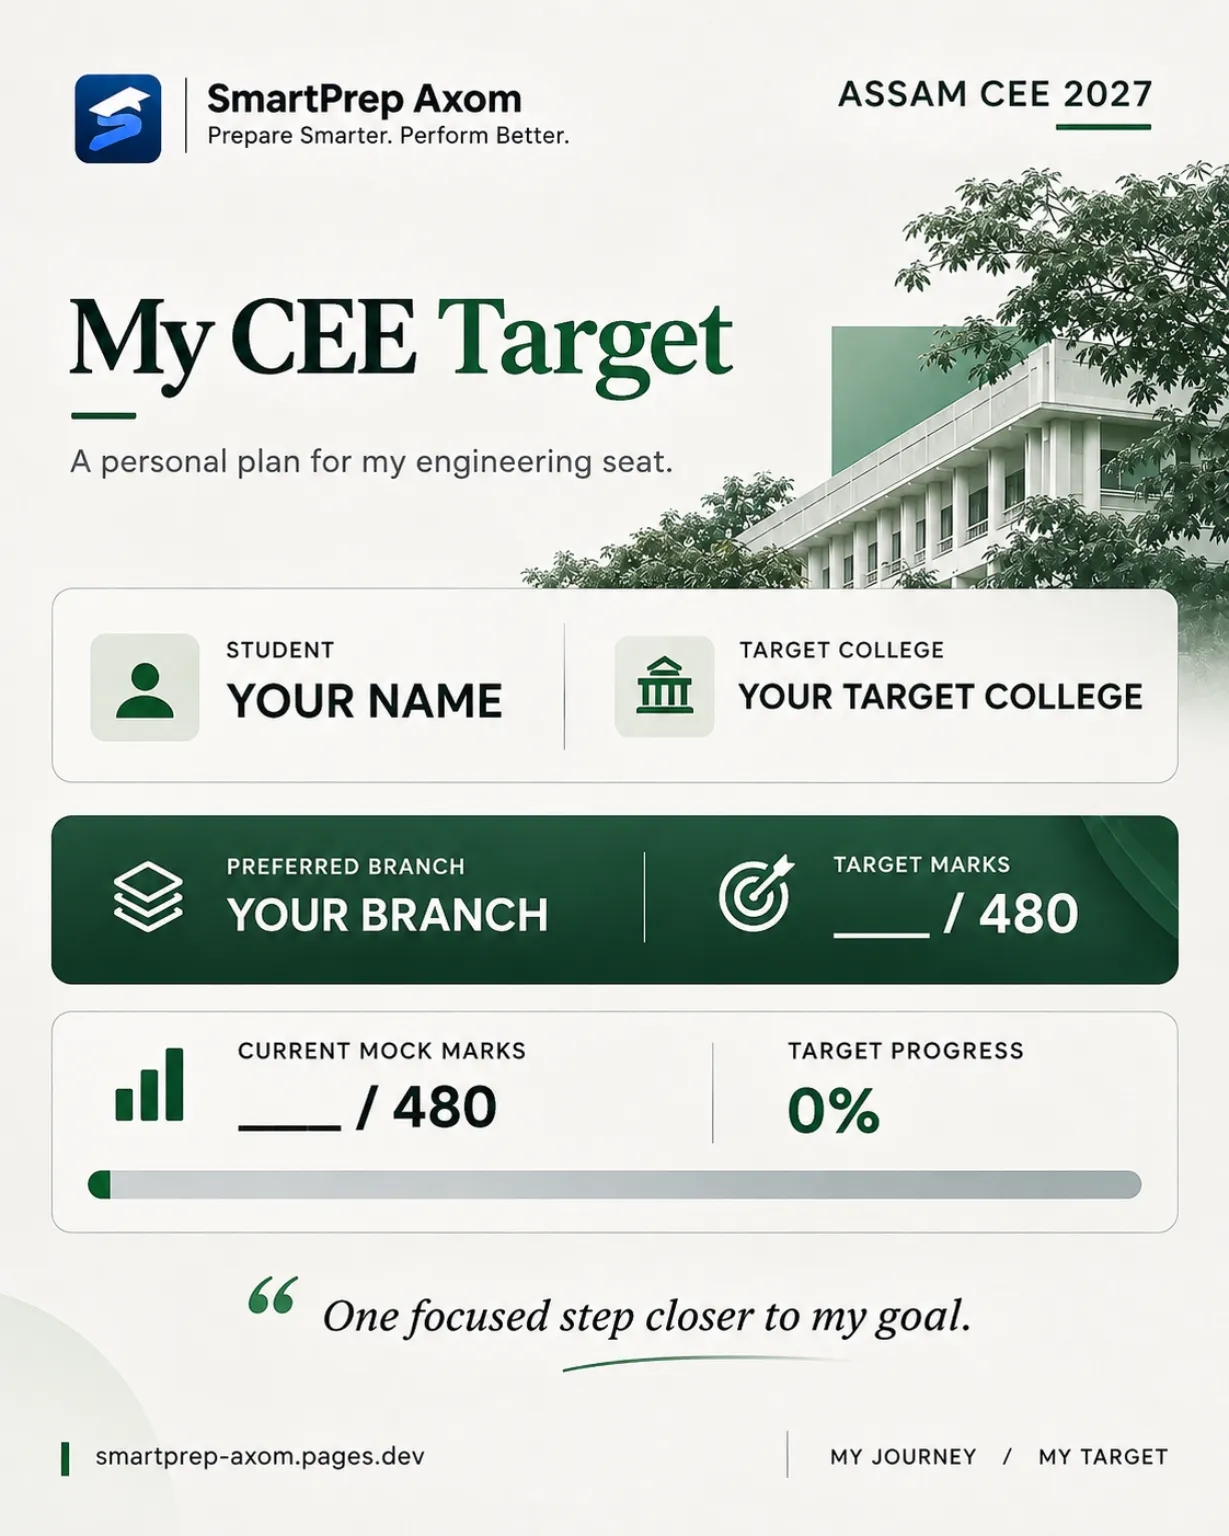 SmartPrep Axom
Prepare Smarter. Perform Better.
ASSAM CEE 2027
My CEE Target
A personal plan for my engineering seat.
STUDENT
YOUR NAME
TARGET COLLEGE
YOUR TARGET COLLEGE
PREFERRED BRANCH
YOUR BRANCH
TARGET MARKS
___ / 480
CURRENT MOCK MARKS
___ / 480
TARGET PROGRESS
0%
“ One focused step closer to my goal.
smartprep-axom.pages.dev
MY JOURNEY / MY TARGET